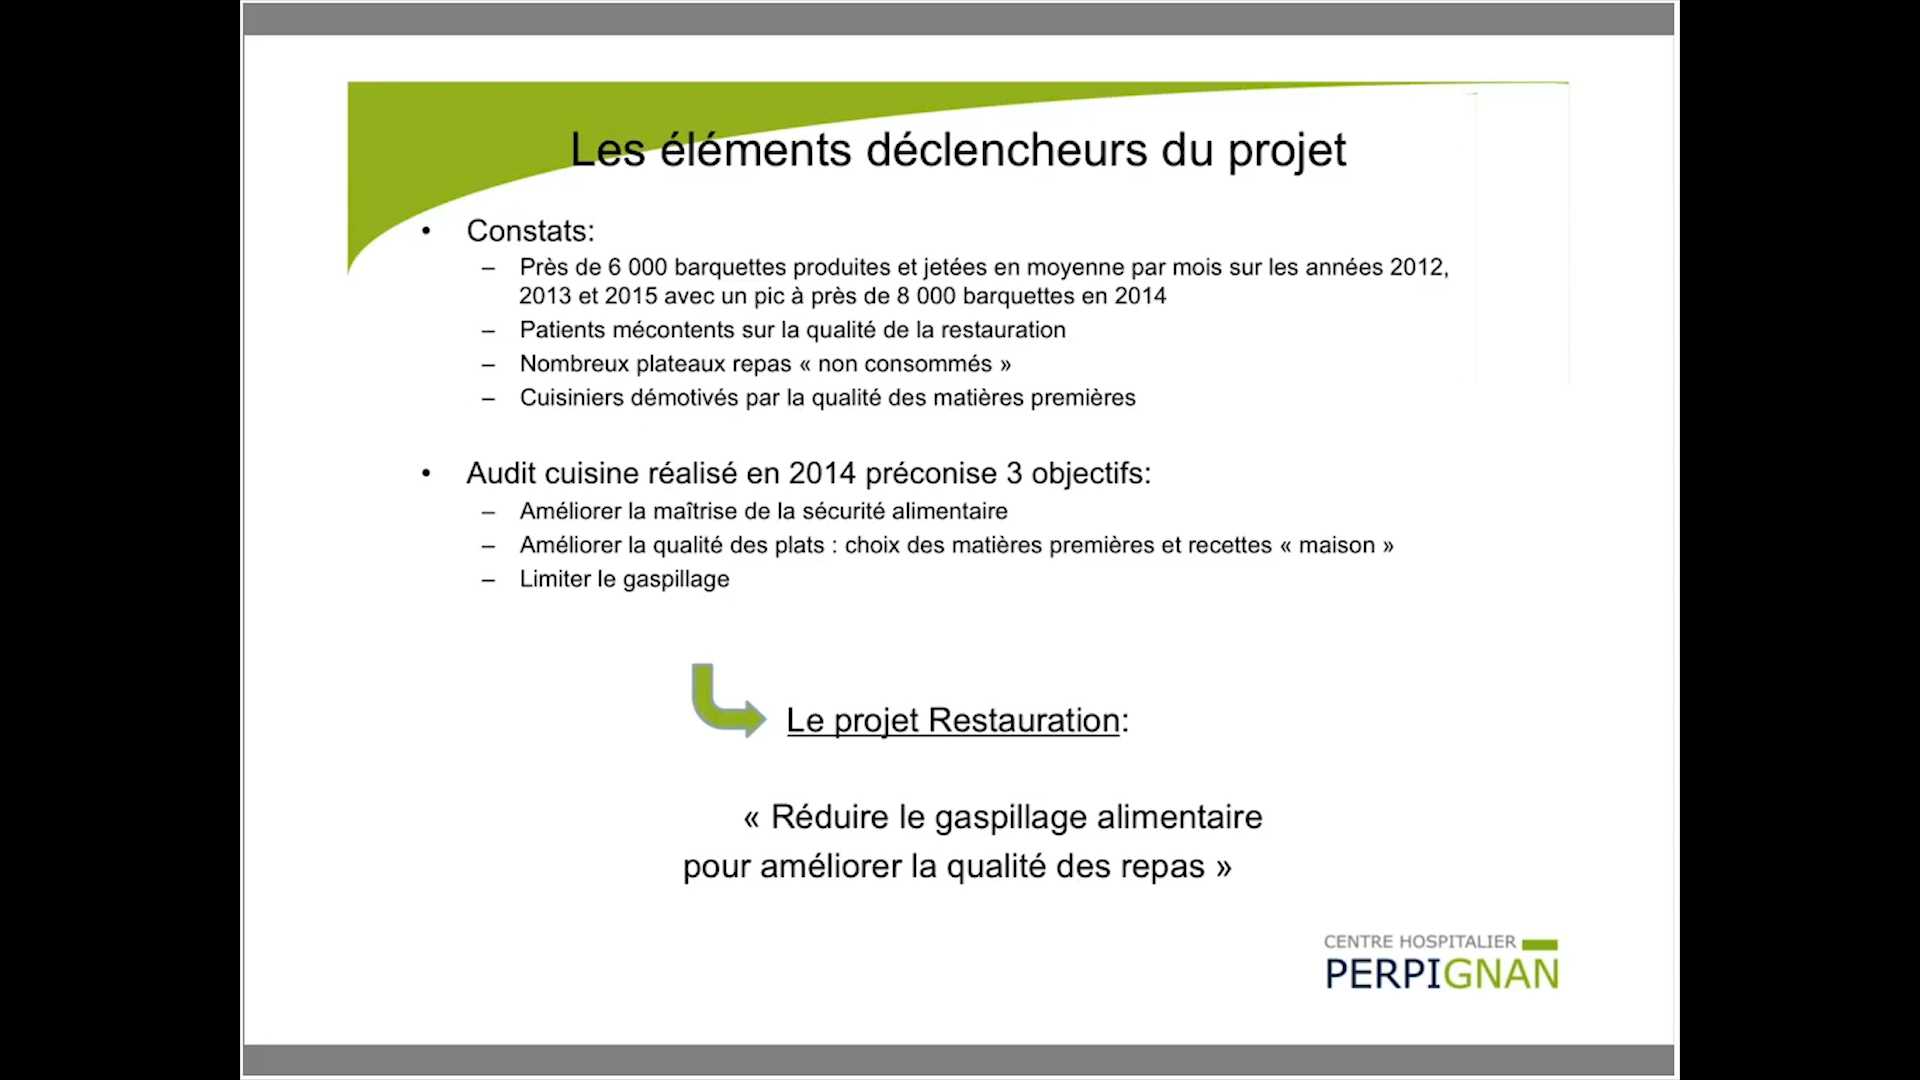 Les éléments déclencheurs du projet
• Constats:
– Près de 6 000 barquettes produites et jetées en moyenne par mois sur les années 2012,
2013 et 2015 avec un pic à près de 8 000 barquettes en 2014
– Patients mécontents sur la qualité de la restauration
– Nombreux plateaux repas « non consommés »
– Cuisiniers démotivés par la qualité des matières premières
• Audit cuisine réalisé en 2014 préconise 3 objectifs:
– Améliorer la maîtrise de la sécurité alimentaire
– Améliorer la qualité des plats : choix des matières premières et recettes « maison »
– Limiter le gaspillage
Le projet Restauration:
« Réduire le gaspillage alimentaire
pour améliorer la qualité des repas »
CENTRE HOSPITALIER
PERPIGNAN